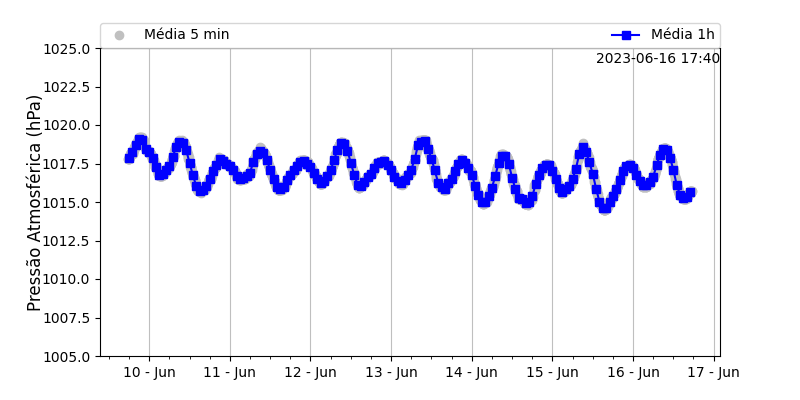 Média 5 min
Média 1h
2023-06-16 17:40
Pressão Atmosférica (hPa)
1025.0
1022.5
1020.0
1017.5
1015.0
1012.5
1010.0
1007.5
1005.0
10 - Jun
11 - Jun
12 - Jun
13 - Jun
14 - Jun
15 - Jun
16 - Jun
17 - Jun